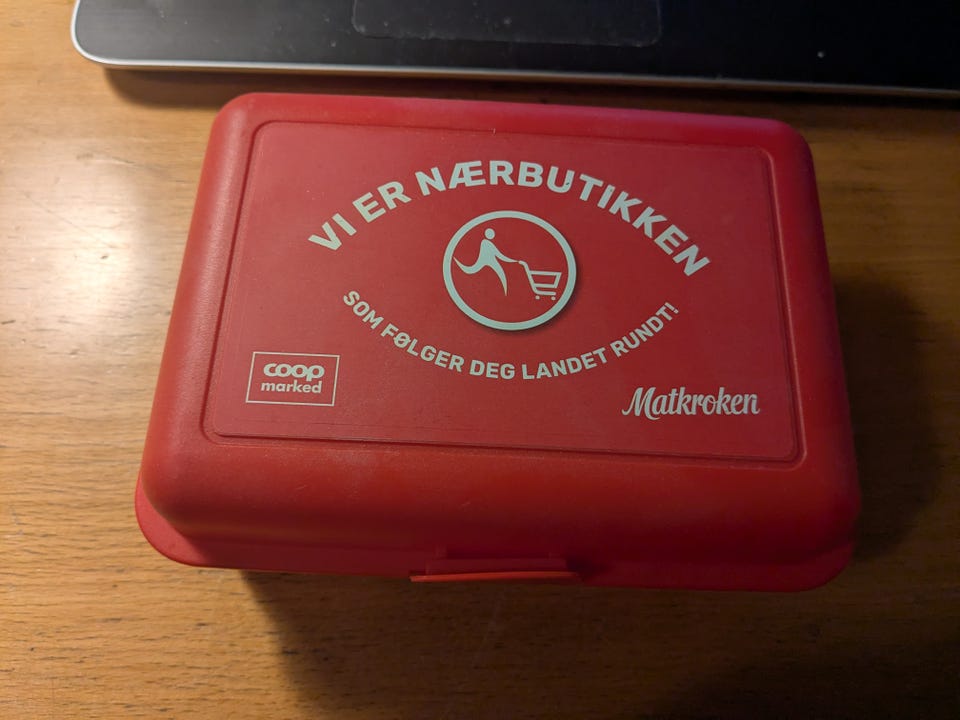 VI ER NÆRBUTIKKEN
SOM FØLGER DEG LANDET RUNDT!
coop
marked
Matkroken